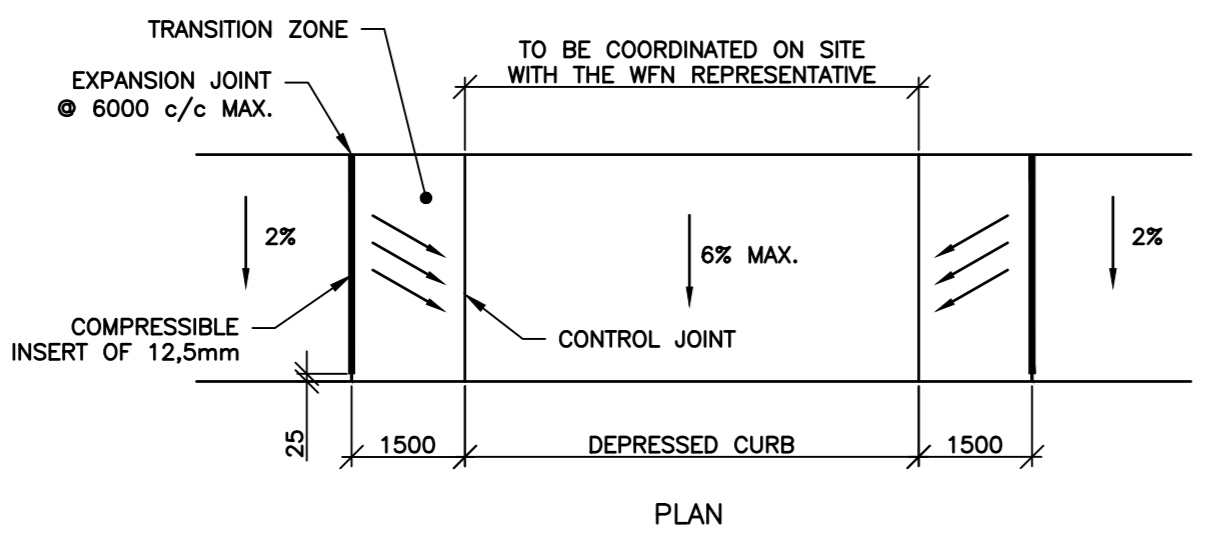 TRANSITION ZONE
EXPANSION JOINT
@ 6000 c/c MAX.
TO BE COORDINATED ON SITE
WITH THE WFN REPRESENTATIVE
2%
6% MAX.
2%
COMPRESSIBLE
INSERT OF 12,5mm
CONTROL JOINT
25
1500
DEPRESSED CURB
1500
PLAN